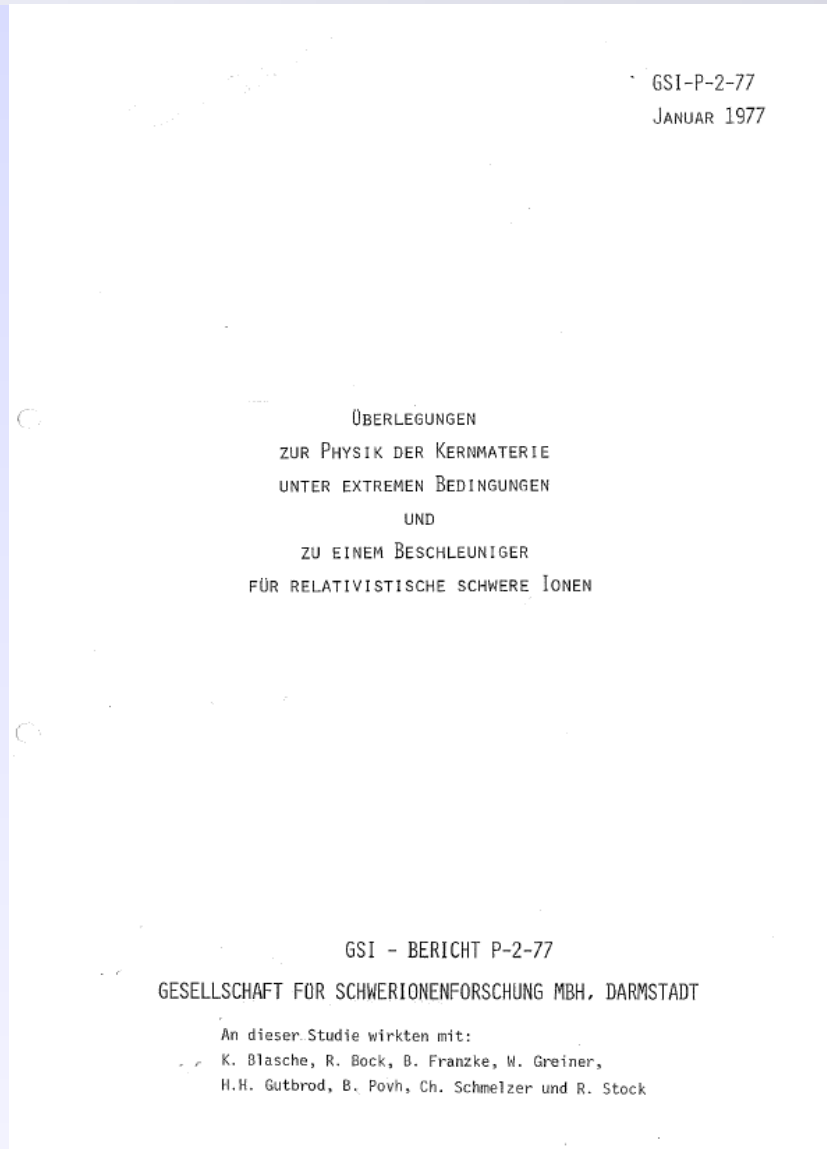 GSI-P-2-77
JANUAR 1977
ÜBERLEGUNGEN
ZUR PHYSIK DER KERNMATERIE
UNTER EXTREMEN BEDINGUNGEN
UND
ZU EINEM BESCHLEUNIGER
FÜR RELATIVISTISCHE SCHWERE IONEN
GSI - BERICHT P-2-77
GESELLSCHAFT FÜR SCHWERIONENFORSCHUNG MBH, DARMSTADT
An dieser Studie wirkten mit:
K. Blasche, R. Bock, B. Franzke, W. Greiner,
H.H. Gutbrod, B. Povh, Ch. Schmelzer und R. Stock